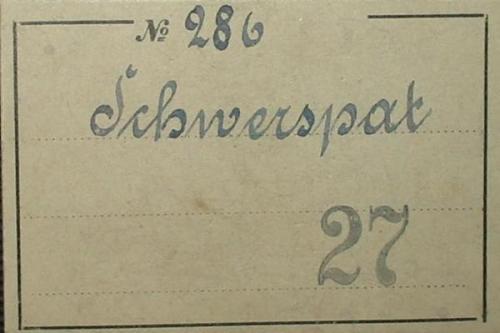 № 286
Schwerspat
27